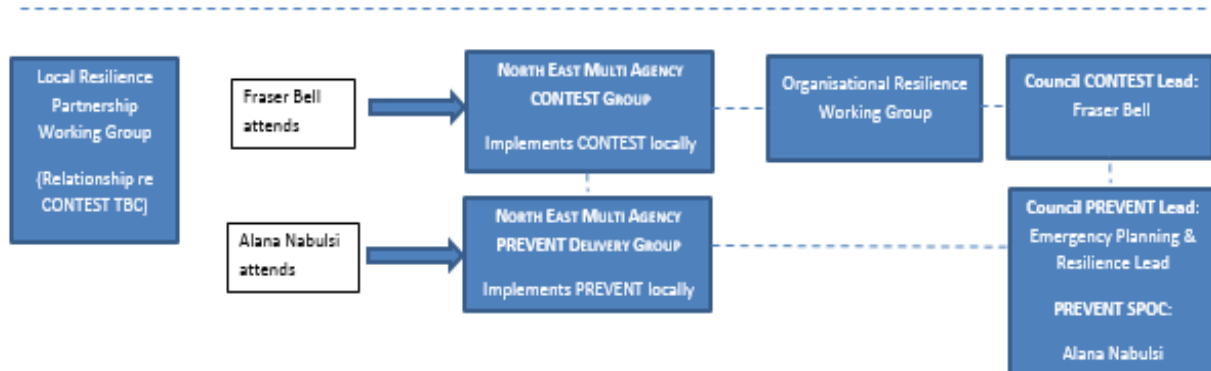 Local Resilience
Partnership
Working Group
(Relationship re
CONTEST TBC)
Fraser Bell
attends
NORTH EAST MULTI AGENCY
CONTEST GROUP
Implements CONTEST locally
Organisational Resilience
Working Group
Council CONTEST Lead:
Fraser Bell
Alana Nabulsi
attends
NORTH EAST MULTI AGENCY
PREVENT DELIVERY GROUP
Implements PREVENT locally
Council PREVENT Lead:
Emergency Planning &
Resilience Lead
PREVENT SPOC:
Alana Nabulsi